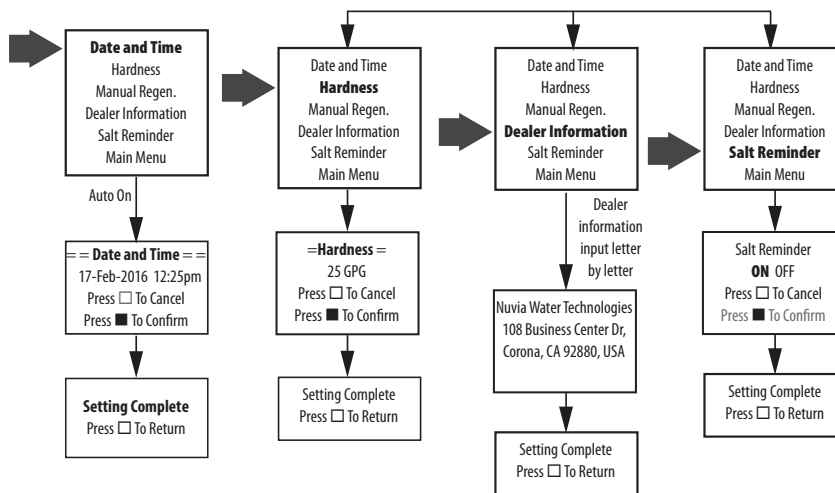 Date and Time
Hardness
Manual Regen.
Dealer Information
Salt Reminder
Main Menu
Auto On
= = Date and Time = =
17-Feb-2016 12:25pm
Press □ To Cancel
Press ■ To Confirm
Setting Complete
Press □ To Return
Date and Time
Hardness
Manual Regen.
Dealer Information
Salt Reminder
Main Menu
=Hardness =
25 GPG
Press □ To Cancel
Press ■ To Confirm
Setting Complete
Press □ To Return
Date and Time
Hardness
Manual Regen.
Dealer Information
Salt Reminder
Main Menu
Dealer
information
input letter
by letter
Nuvia Water Technologies
108 Business Center Dr,
Corona, CA 92880, USA
Setting Complete
Press □ To Return
Date and Time
Hardness
Manual Regen.
Dealer Information
Salt Reminder
Main Menu
Salt Reminder
ON OFF
Press □ To Cancel
Press ■ To Confirm
Setting Complete
Press □ To Return